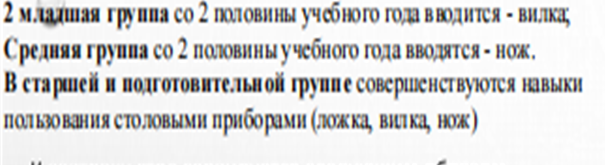 2 младшая группа со 2 половины учебного года вводится - вилка;
Средняя группа со 2 половины учебного года вводятся - нож.
В старшей и подготовительной группе совершенствуются навыки
пользования столовыми приборами (ложка, вилка, нож)